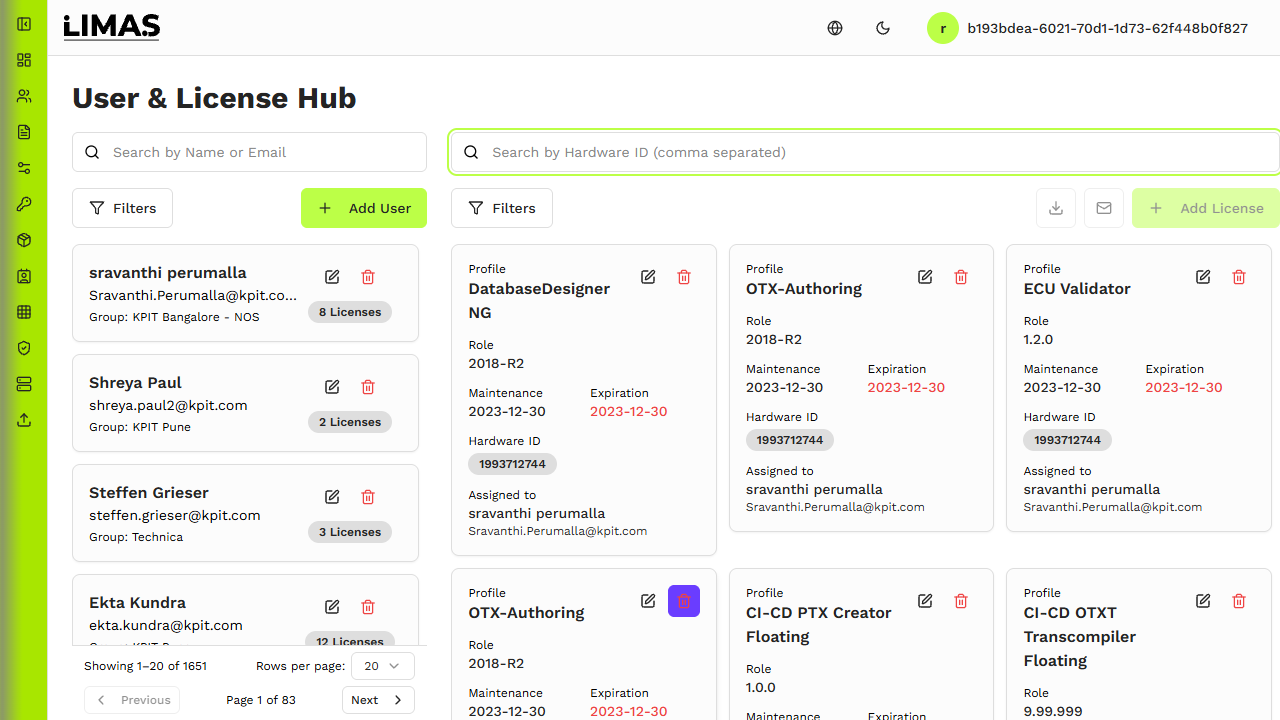 LIMAS
r
b193bdea-6021-70d1-1d73-62f448b0f827
User & License Hub
Search by Name or Email
Search by Hardware ID (comma separated)
Filters
Add User
Filters
Add License
sravanthi perumalla
Sravanthi.Perumalla@kpit.co...
Group: KPIT Bangalore - NOS
8 Licenses
Shreya Paul
shreya.paul2@kpit.com
Group: KPIT Pune
2 Licenses
Steffen Grieser
steffen.grieser@kpit.com
Group: Technica
3 Licenses
Ekta Kundra
ekta.kundra@kpit.com
12 Licenses
Showing 1–20 of 1651
Rows per page:
20
Previous
Page 1 of 83
Next
Profile
DatabaseDesigner
NG
Role
2018-R2
Maintenance
Expiration
2023-12-30
2023-12-30
Hardware ID
1993712744
Assigned to
sravanthi perumalla
Sravanthi.Perumalla@kpit.com
Profile
OTX-Authoring
Role
2018-R2
Maintenance
Expiration
2023-12-30
2023-12-30
Hardware ID
1993712744
Assigned to
sravanthi perumalla
Sravanthi.Perumalla@kpit.com
Profile
ECU Validator
Role
1.2.0
Maintenance
Expiration
2023-12-30
2023-12-30
Hardware ID
1993712744
Assigned to
sravanthi perumalla
Sravanthi.Perumalla@kpit.com
Profile
OTX-Authoring
Role
2018-R2
Maintenance
Expiration
2023-12-30
2023-12-30
Profile
CI-CD PTX Creator
Floating
Role
1.0.0
Maintenance
Expiration
Profile
CI-CD OTXT
Transcompiler
Floating
Role
9.99.999